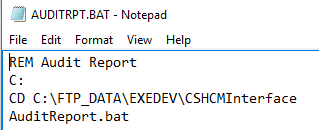 AUDITRPT.BAT - Notepad
File Edit Format View Help
REM Audit Report
C:
CD C:\FTP_DATA\EXEDEV\CSHCMInterface
AuditReport.bat